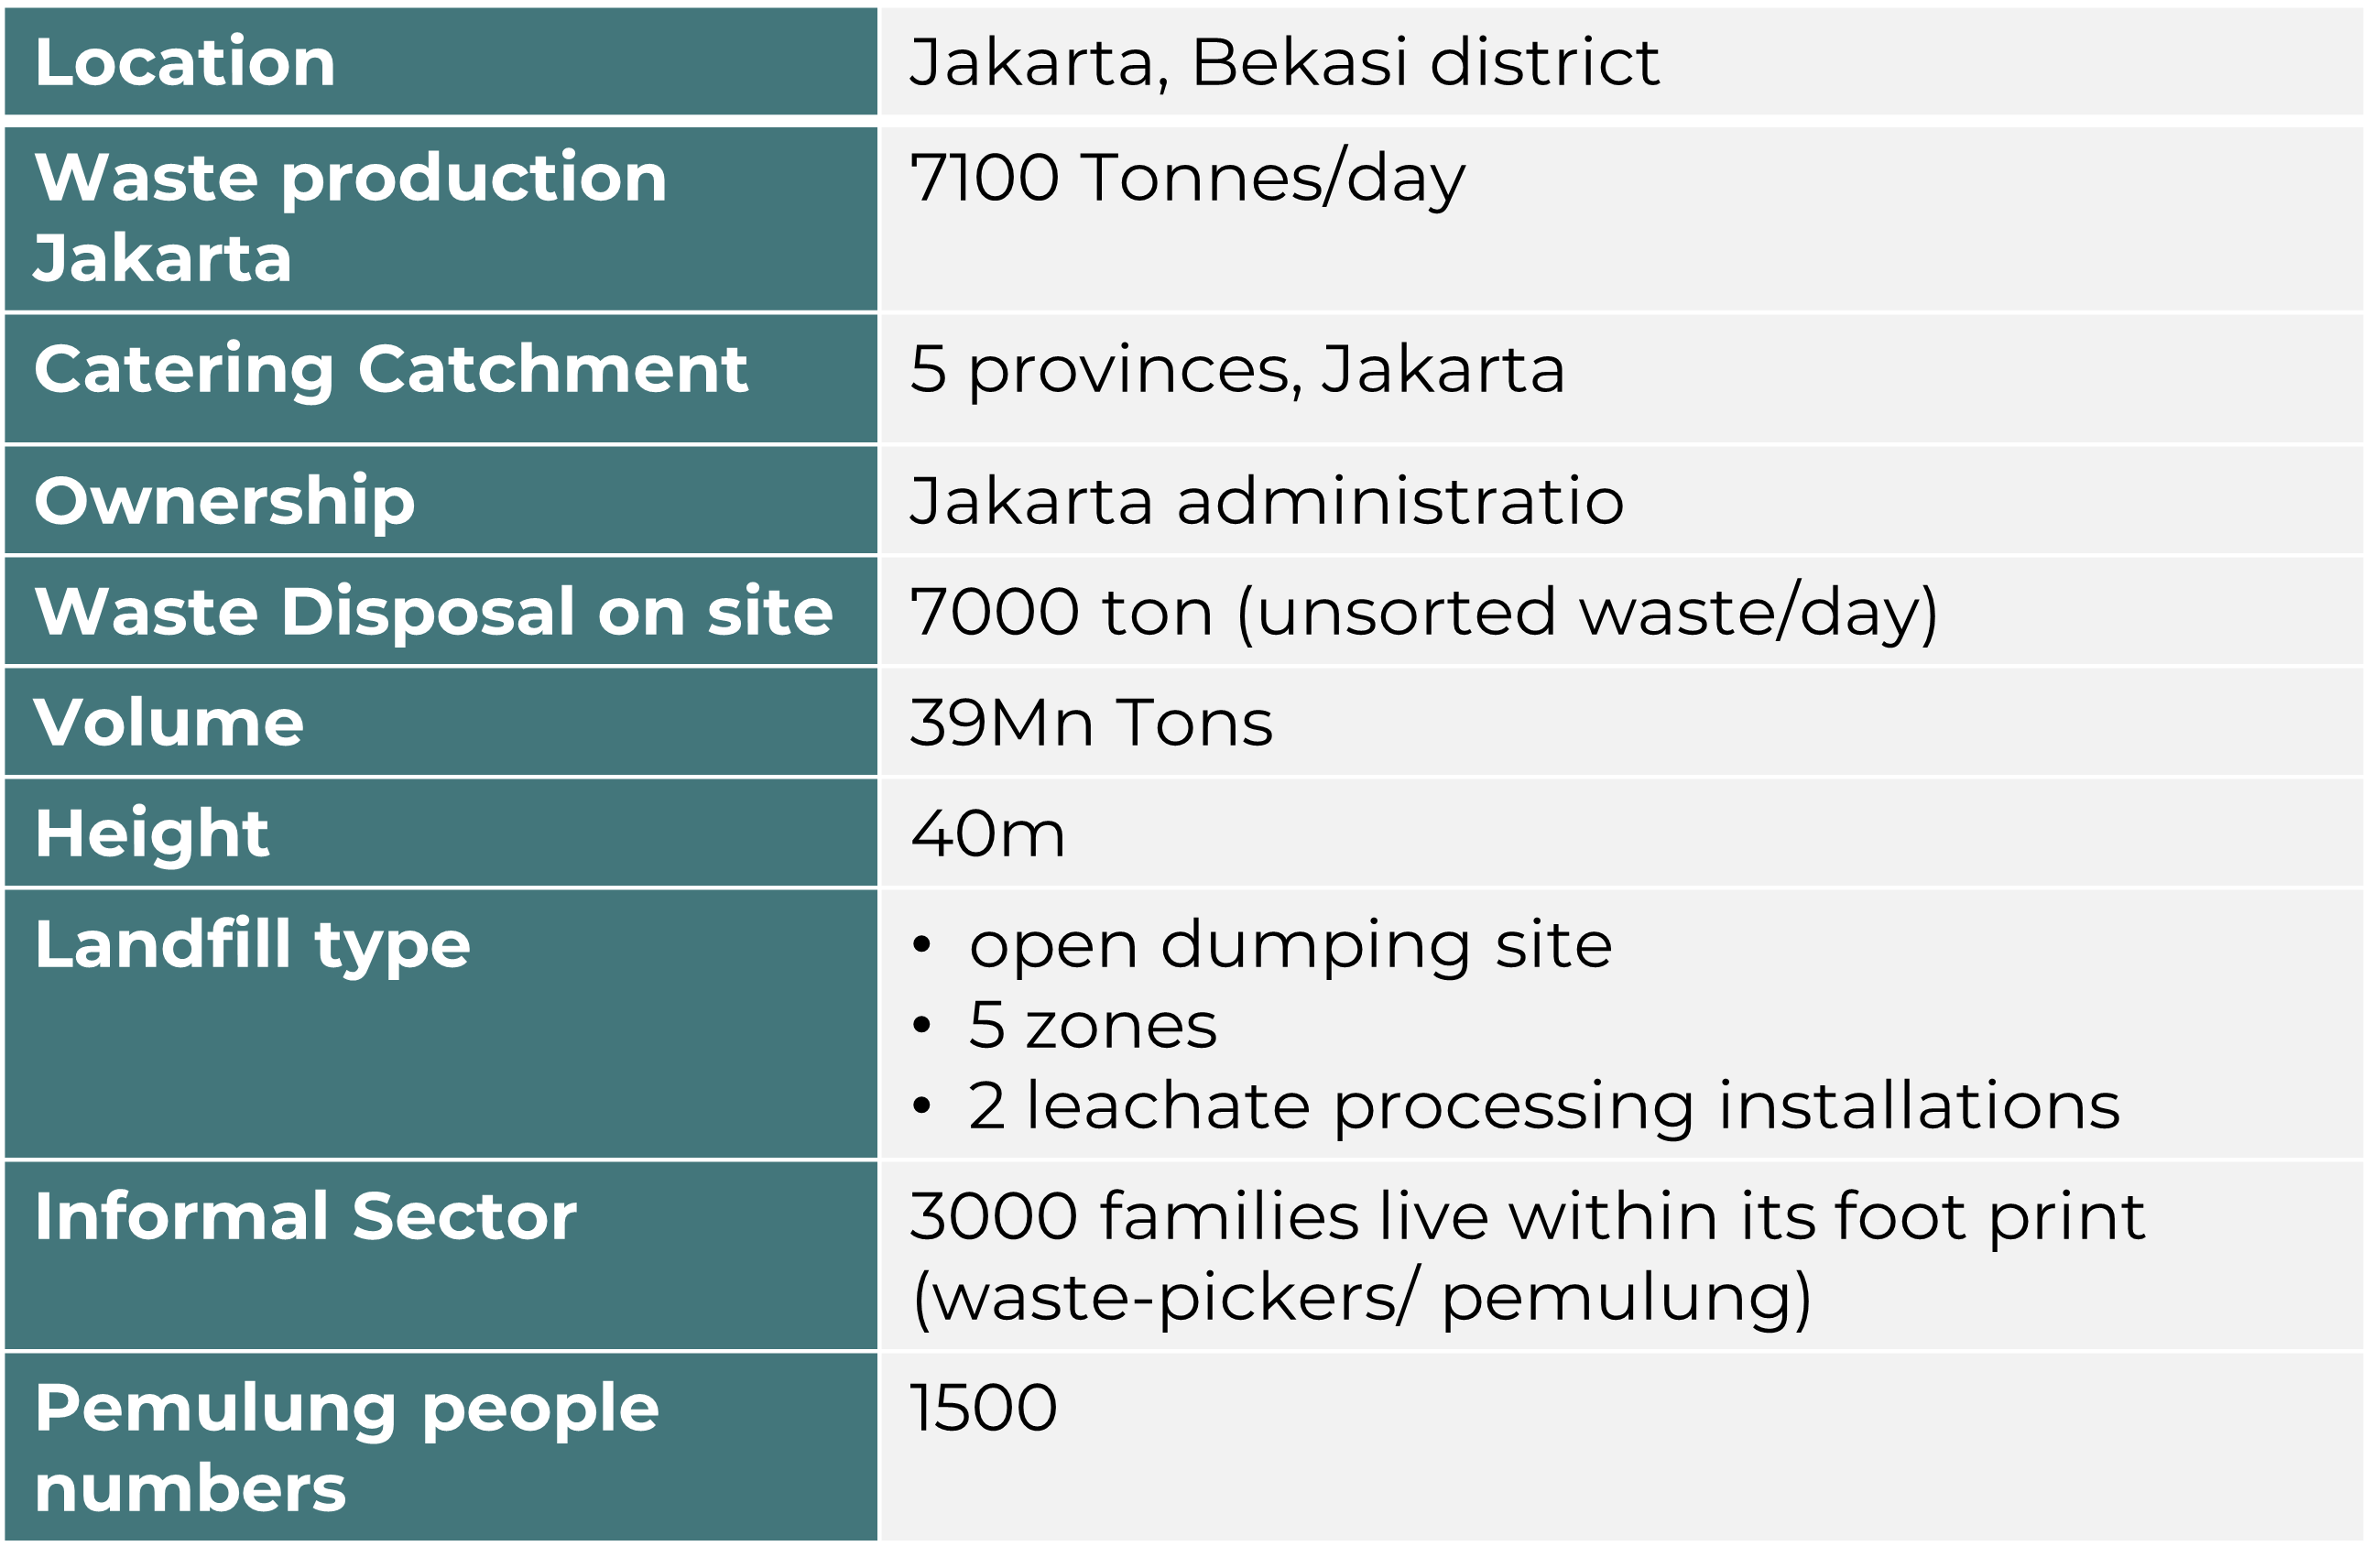 Location
Jakarta, Bekasi district
Waste production
Jakarta
7100 Tonnes/day
Catering Catchment
5 provinces, Jakarta
Ownership
Jakarta administratio
Waste Disposal on site
7000 ton (unsorted waste/day)
Volume
39Mn Tons
Height
40m
Landfill type
• open dumping site
• 5 zones
• 2 leachate processing installations
Informal Sector
3000 families live within its foot print
(waste-pickers/ pemulung)
Pemulung people
numbers
1500